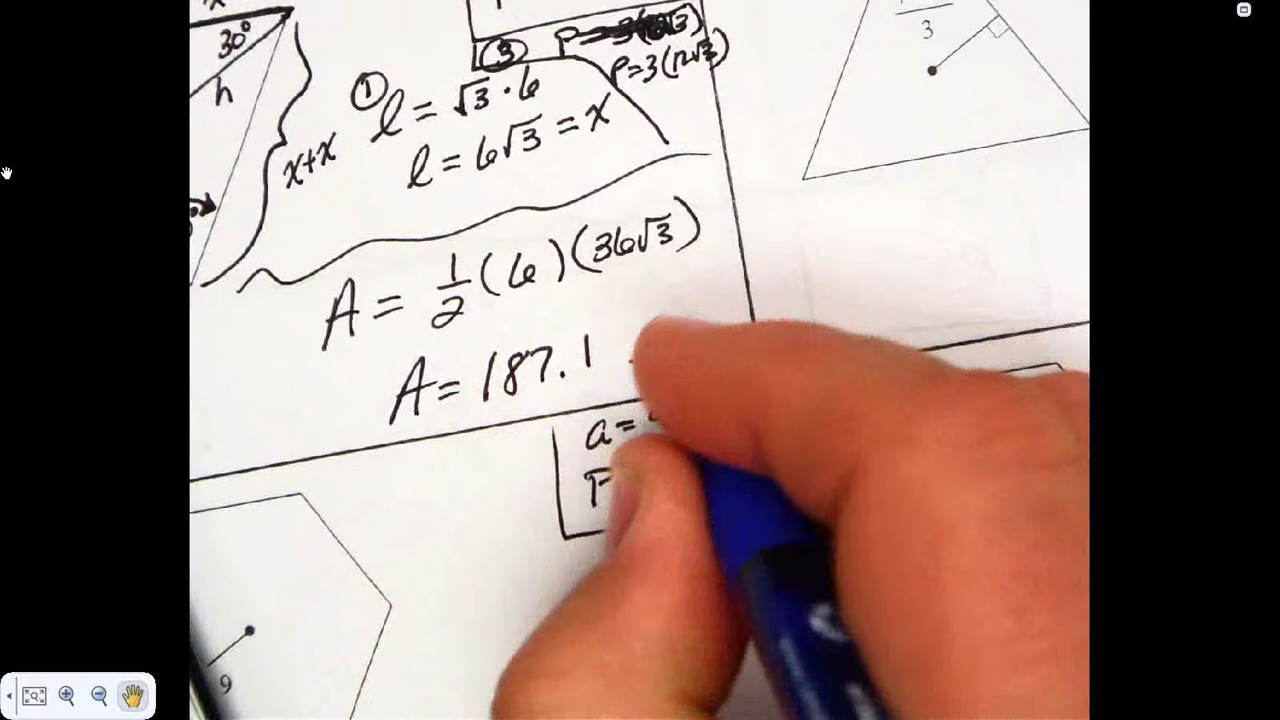 30°
h
x+x
③
P=3(12√3)
① l = √3 · 6
l = 6√3 = x
A = 1/2 (6)(36√3)
A = 187.1
a =
P
3
9